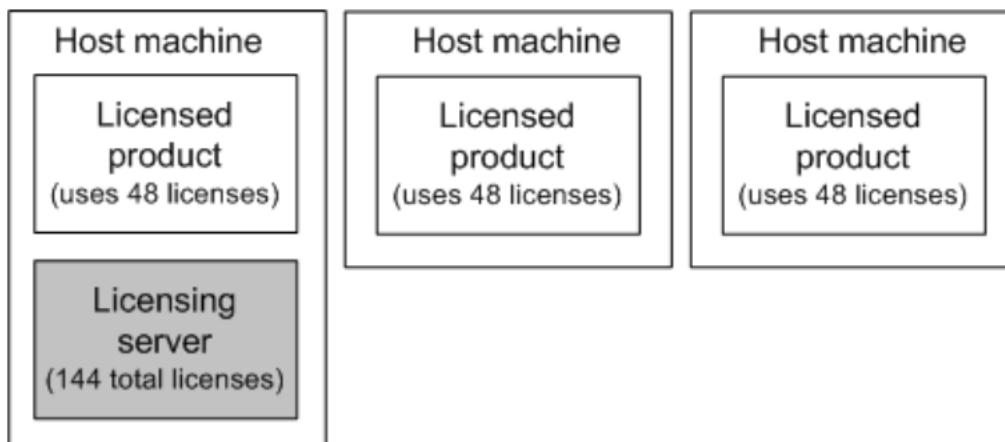 Host machine
Licensed
product
(uses 48 licenses)
Licensing
server
(144 total licenses)
Host machine
Licensed
product
(uses 48 licenses)
Host machine
Licensed
product
(uses 48 licenses)